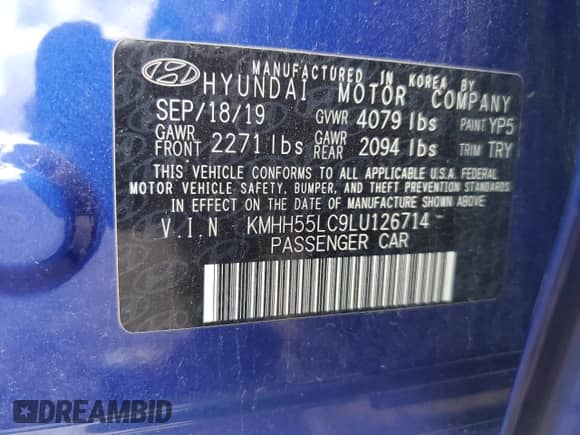 MANUFACTURED IN KOREA BY
HYUNDAI MOTOR COMPANY
SEP/18/19 GVWR 4079 lbs PAINT YP5
GAWR FRONT 2271 lbs GAWR REAR 2094 lbs TRIM TRY
THIS VEHICLE CONFORMS TO ALL APPLICABLE U.S.A. FEDERAL
MOTOR VEHICLE SAFETY, BUMPER, AND THEFT PREVENTION STANDARDS
IN EFFECT ON THE DATE OF MANUFACTURE SHOWN ABOVE
V.I.N KMHH55LC9LU126714
PASSENGER CAR
DREAMBID